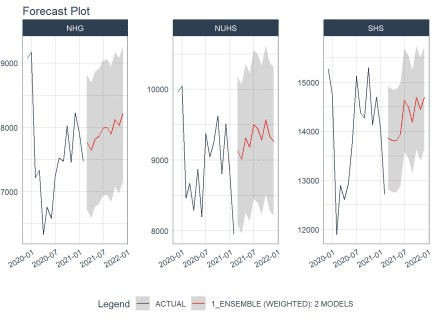 Forecast Plot
NHG NUHS SHS
9000
8000
7000
10000
9000
8000
15000
14000
13000
12000
2020-01 2020-07 2021-01 2021-07 2022-01
2020-01 2020-07 2021-01 2021-07 2022-01
2020-01 2020-07 2021-01 2021-07 2022-01
Legend ACTUAL 1_ENSEMBLE (WEIGHTED): 2 MODELS